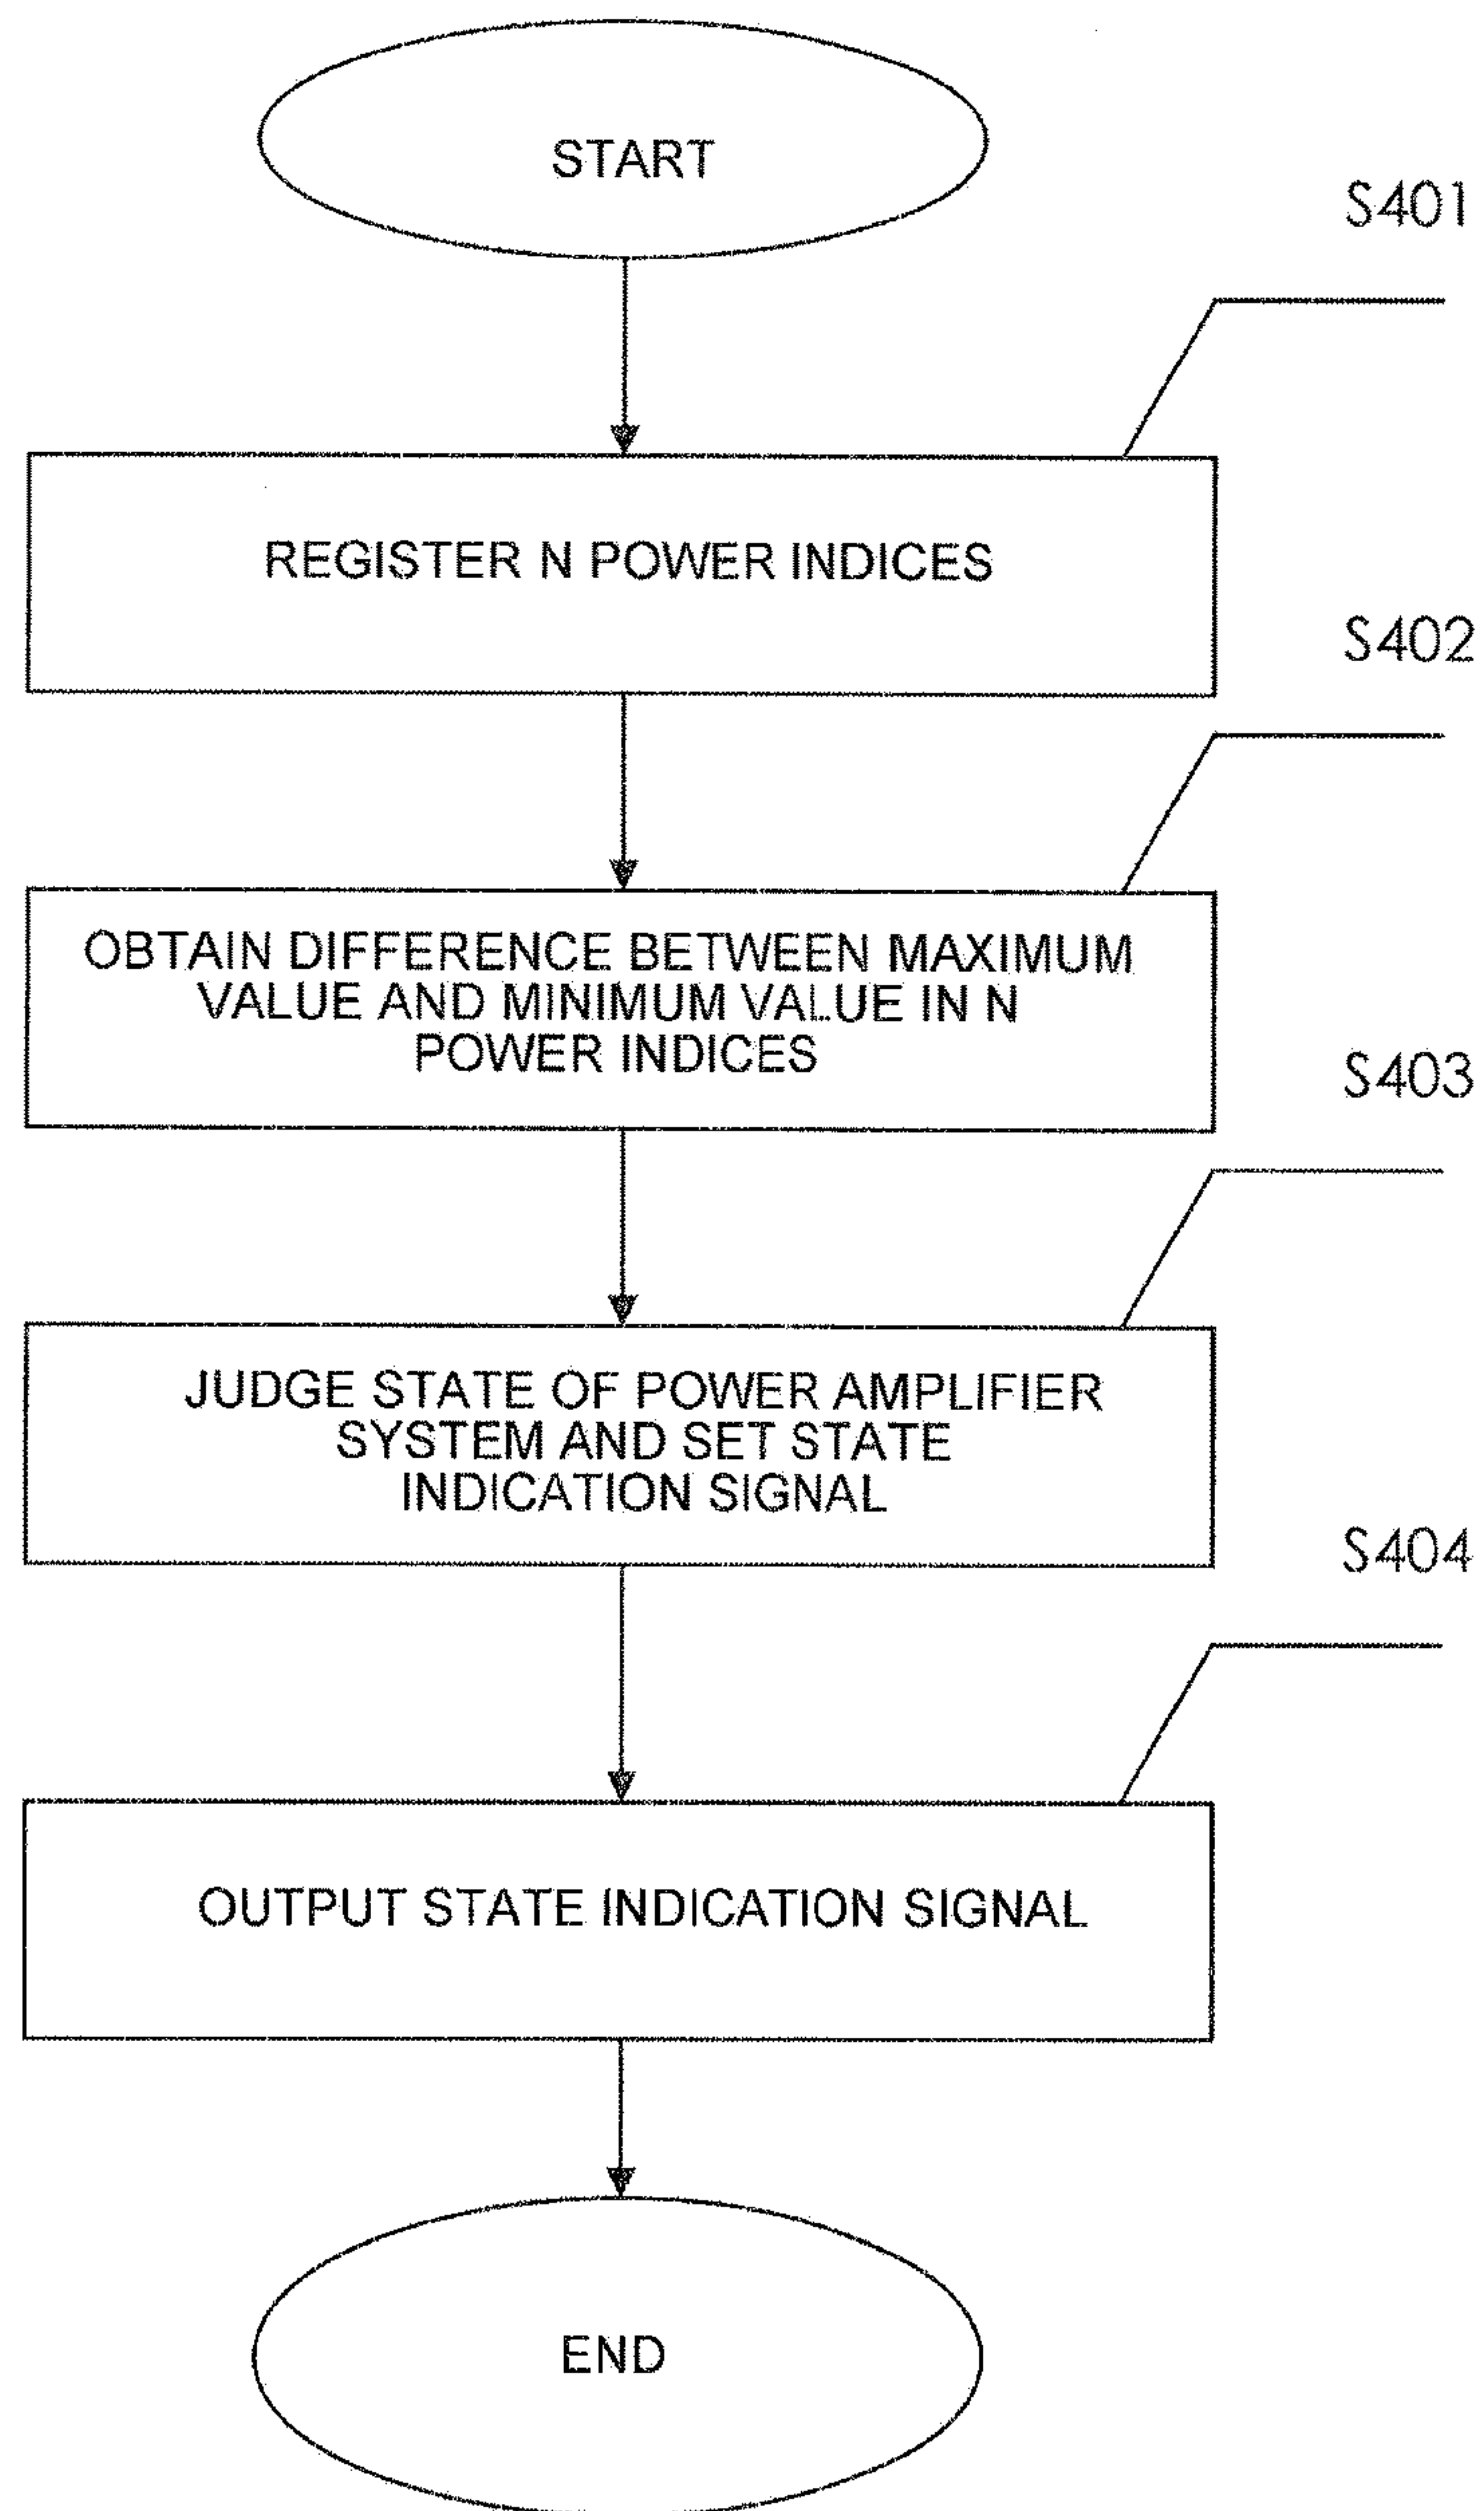 START
S401
REGISTER N POWER INDICES
S402
OBTAIN DIFFERENCE BETWEEN MAXIMUM
VALUE AND MINIMUM VALUE IN N
POWER INDICES
S403
JUDGE STATE OF POWER AMPLIFIER
SYSTEM AND SET STATE
INDICATION SIGNAL
S404
OUTPUT STATE INDICATION SIGNAL
END